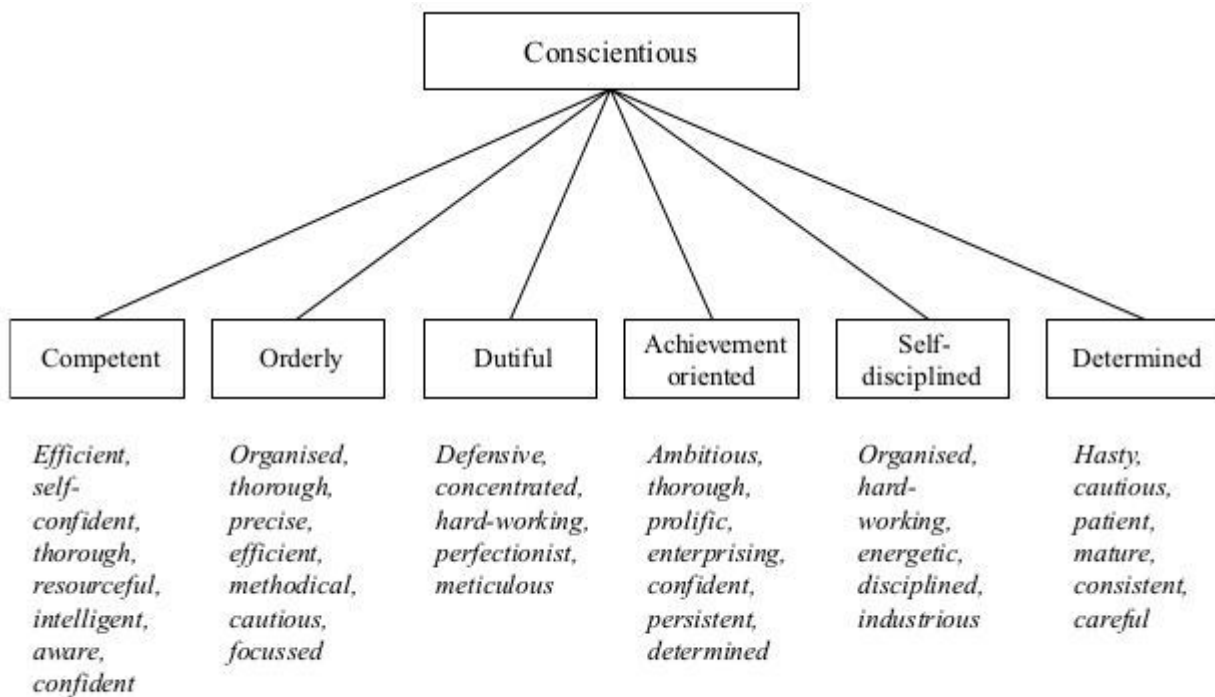 Conscientious
Competent
Orderly
Dutiful
Achievement
oriented
Self-
disciplined
Determined
Efficient,
self-
confident,
thorough,
resourceful,
intelligent,
aware,
confident
Organised,
thorough,
precise,
efficient,
methodical,
cautious,
focussed
Defensive,
concentrated,
hard-working,
perfectionist,
meticulous
Ambitious,
thorough,
prolific,
enterprising,
confident,
persistent,
determined
Organised,
hard-
working,
energetic,
disciplined,
industrious
Hasty,
cautious,
patient,
mature,
consistent,
careful